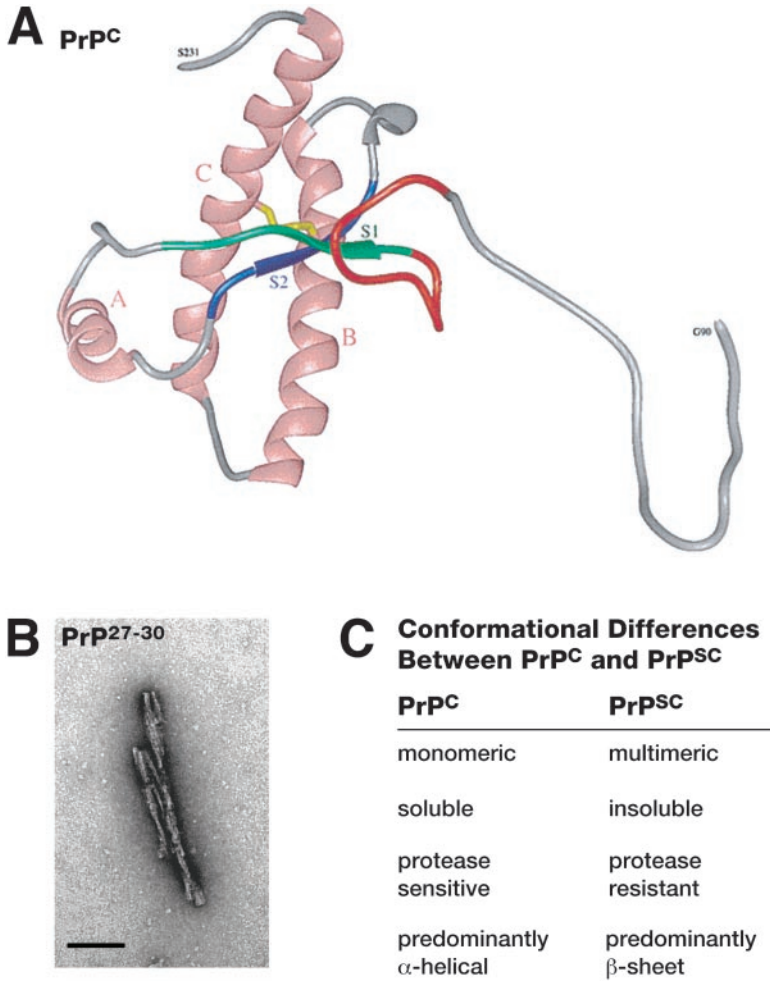 A PrPC
S231
C
S1
S2
A
B
G90
B PrP27-30
C Conformational Differences
Between PrPC and PrPSC
PrPC PrPSC
monomeric multimeric
soluble insoluble
protease protease
sensitive resistant
predominantly predominantly
α-helical β-sheet